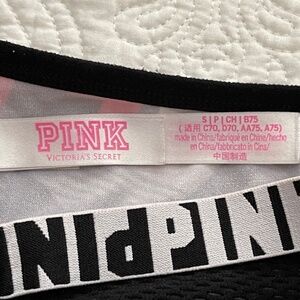 PINK
VICTORIA'S SECRET
S | P | CH | B75
(适用 C70, D70, AA75, A75)
made in China/fabriqué en Chine/hecho
en China/fabbricato in Cina/
中国制造
INK PINK